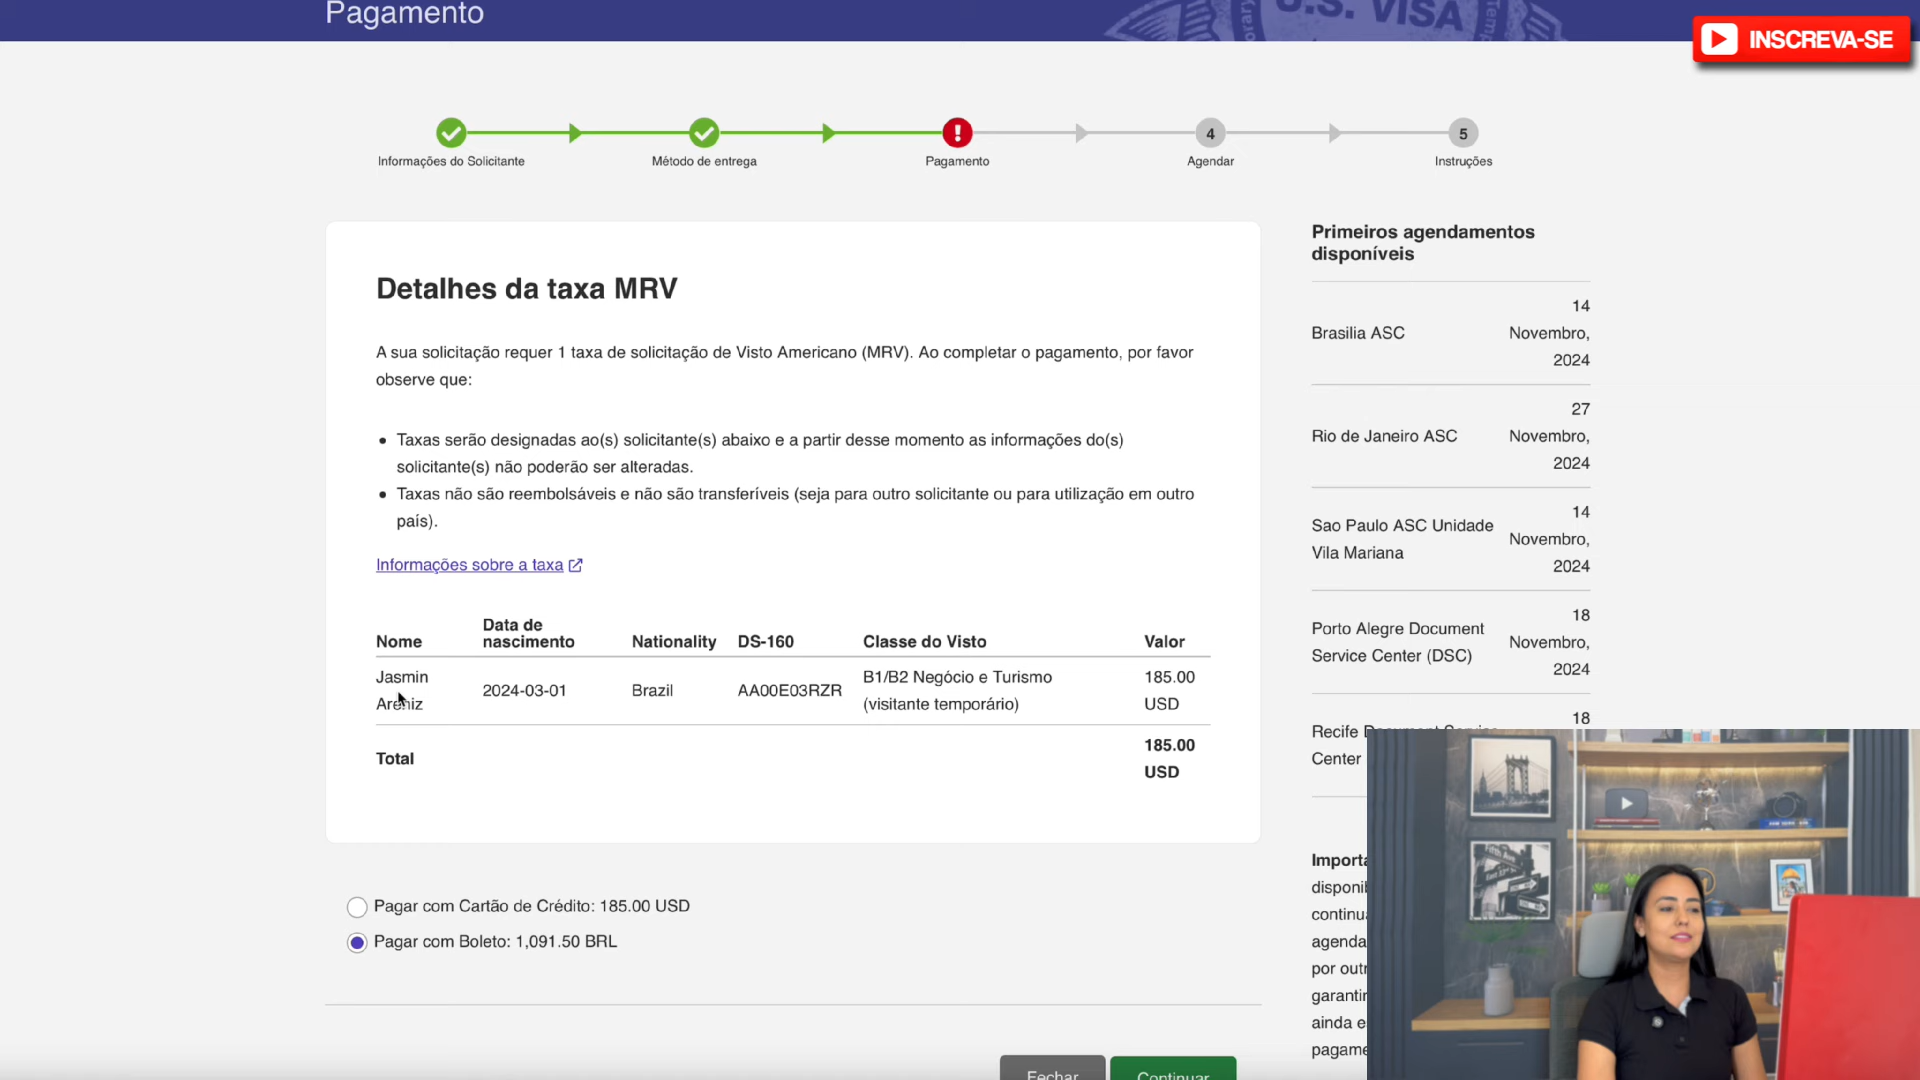 Pagamento
U.S. VISA
INSCREVA-SE
4
5
Informações do Solicitante
Método de entrega
Pagamento
Agendar
Instruções
Detalhes da taxa MRV
A sua solicitação requer 1 taxa de solicitação de Visto Americano (MRV). Ao completar o pagamento, por favor
observe que:
• Taxas serão designadas ao(s) solicitante(s) abaixo e a partir desse momento as informações do(s)
solicitante(s) não poderão ser alteradas.
• Taxas não são reembolsáveis e não são transferíveis (seja para outro solicitante ou para utilização em outro
país).
Informações sobre a taxa
Nome Data de nascimento Nationality DS-160 Classe do Visto Valor
Jasmin 2024-03-01 Brazil AA00E03RZR B1/B2 Negócio e Turismo 185.00
Areniz (visitante temporário) USD
Total 185.00
USD
Pagar com Cartão de Crédito: 185.00 USD
Pagar com Boleto: 1,091.50 BRL
Fechar
Continuar
Primeiros agendamentos
disponíveis
Brasilia ASC 14 Novembro, 2024
Rio de Janeiro ASC 27 Novembro, 2024
Sao Paulo ASC Unidade Vila Mariana 14 Novembro, 2024
Porto Alegre Document Service Center (DSC) 18 Novembro, 2024
Recife Document Service Center 18